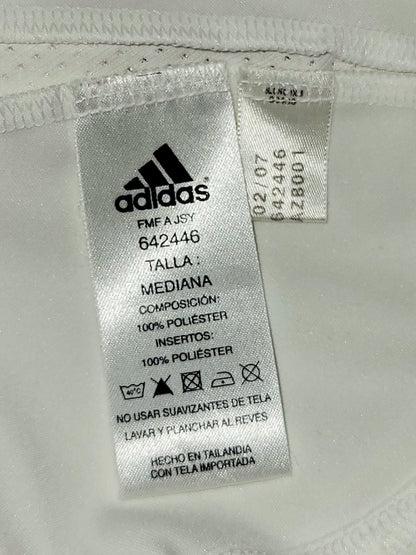 adidas
FMF A JSY
642446
TALLA :
MEDIANA
COMPOSICIÓN:
100% POLIÉSTER
INSERTOS:
100% POLIÉSTER
40°C
NO USAR SUAVIZANTES DE TELA
LAVAR Y PLANCHAR AL REVÉS
HECHO EN TAILANDIA
CON TELA IMPORTADA
02/07
642446
AZB001